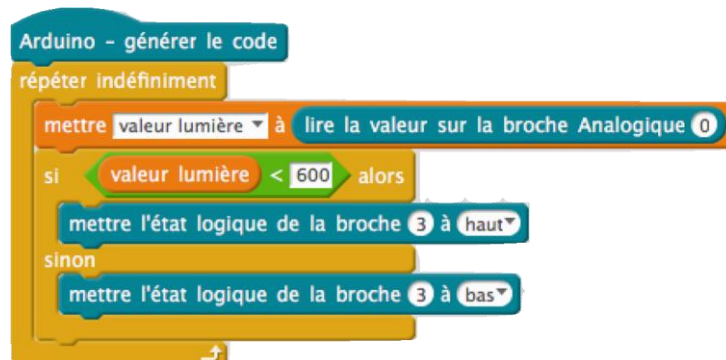 Arduino - générer le code
répéter indéfiniment
mettre valeur lumière à lire la valeur sur la broche Analogique 0
si valeur lumière < 600 alors
mettre l'état logique de la broche 3 à haut
sinon
mettre l'état logique de la broche 3 à bas